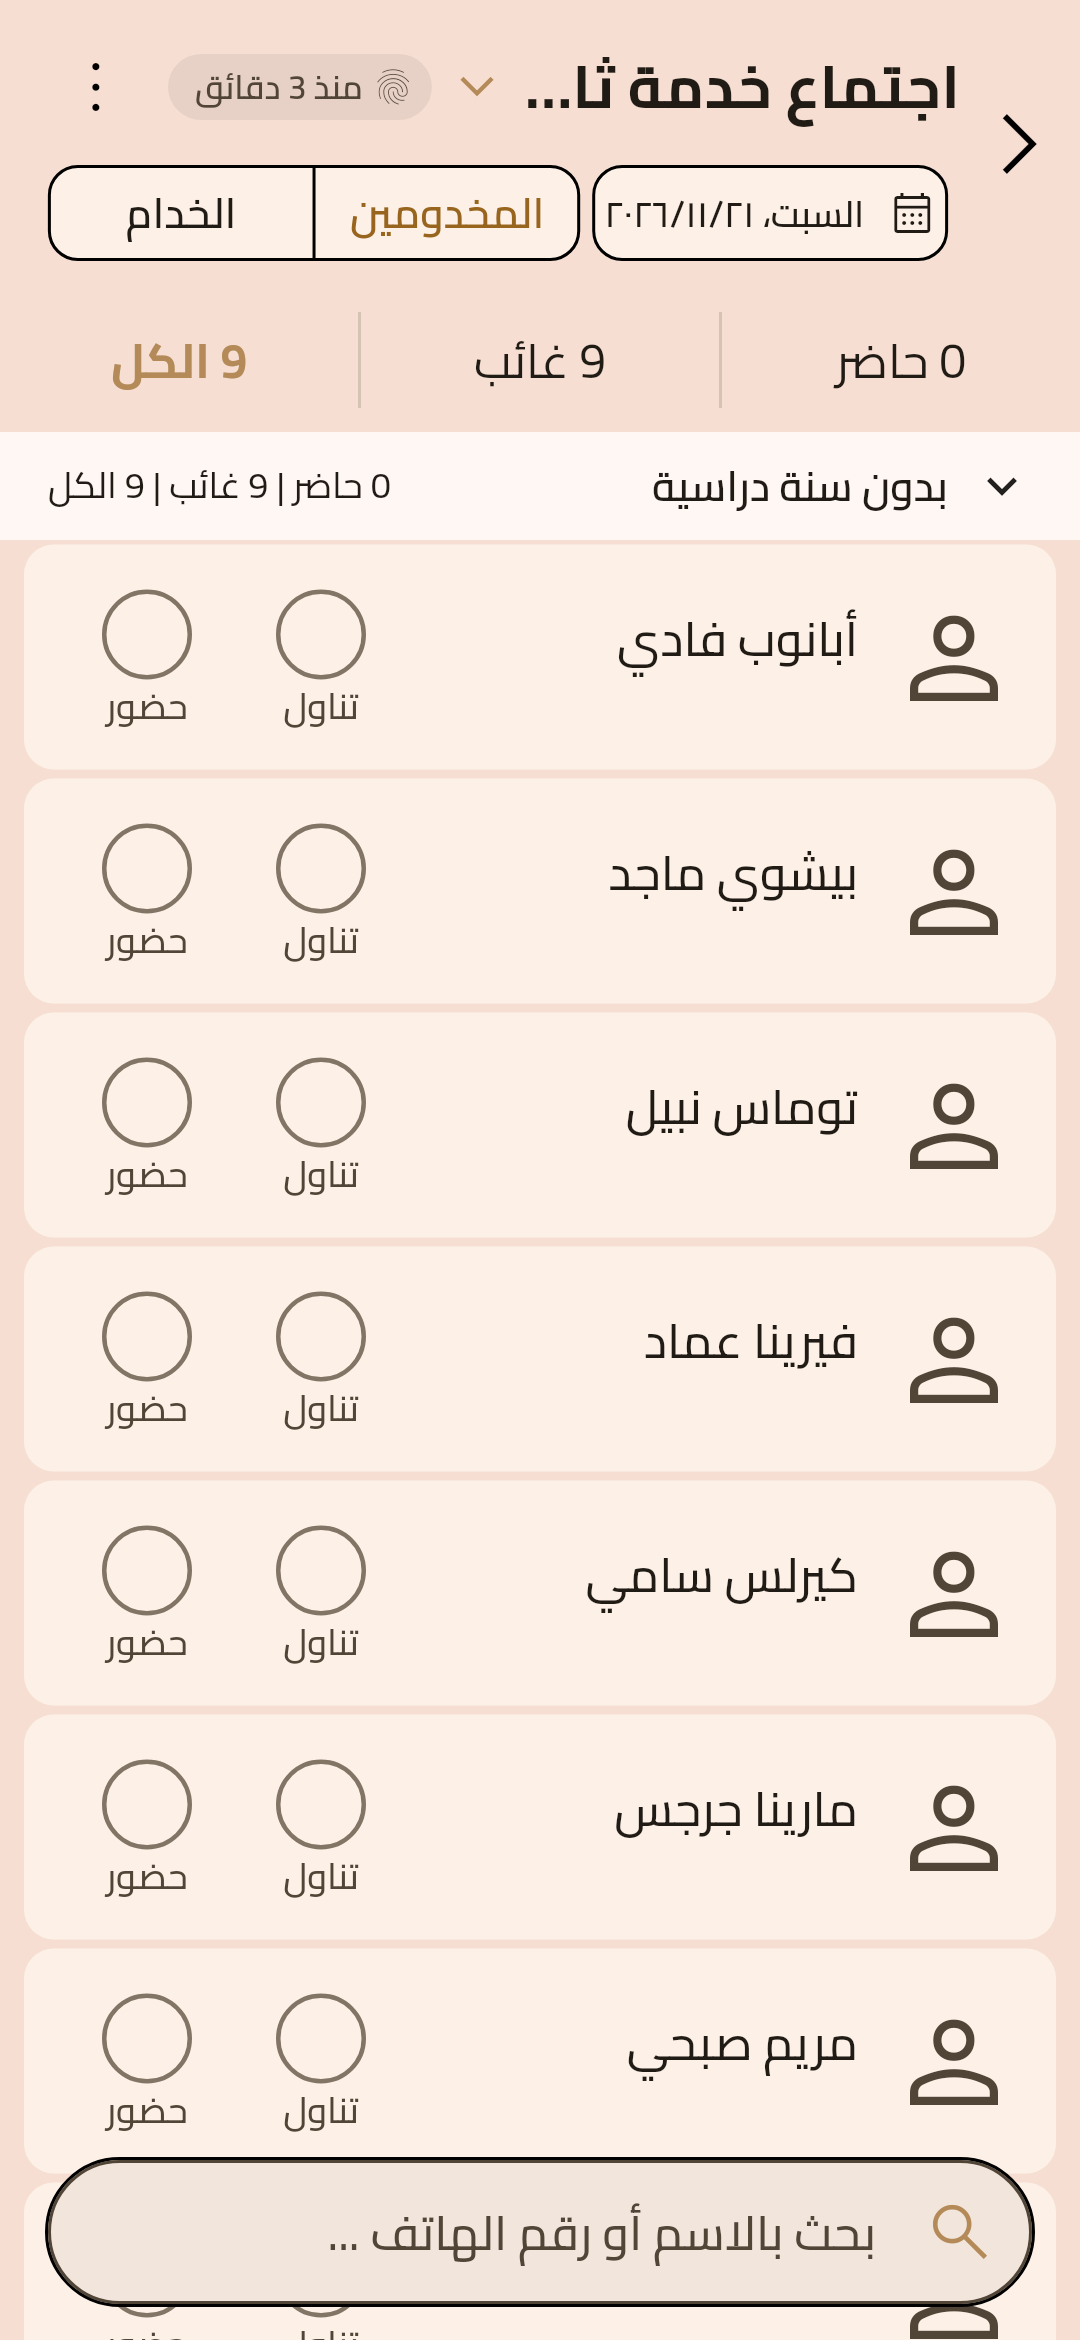 اجتماع خدمة ثا...
منذ 3 دقائق
السبت، ٢٠٢٦/١١/٢١
المخدومين
الخدام
0 حاضر
9 غائب
9 الكل
بدون سنة دراسية
0 حاضر | 9 غائب | 9 الكل
أبانوب فادي
تناول
حضور
بيشوي ماجد
تناول
حضور
توماس نبيل
تناول
حضور
فيرينا عماد
تناول
حضور
كيرلس سامي
تناول
حضور
مارينا جرجس
تناول
حضور
مريم صبحي
تناول
حضور
بحث بالاسم أو رقم الهاتف ...